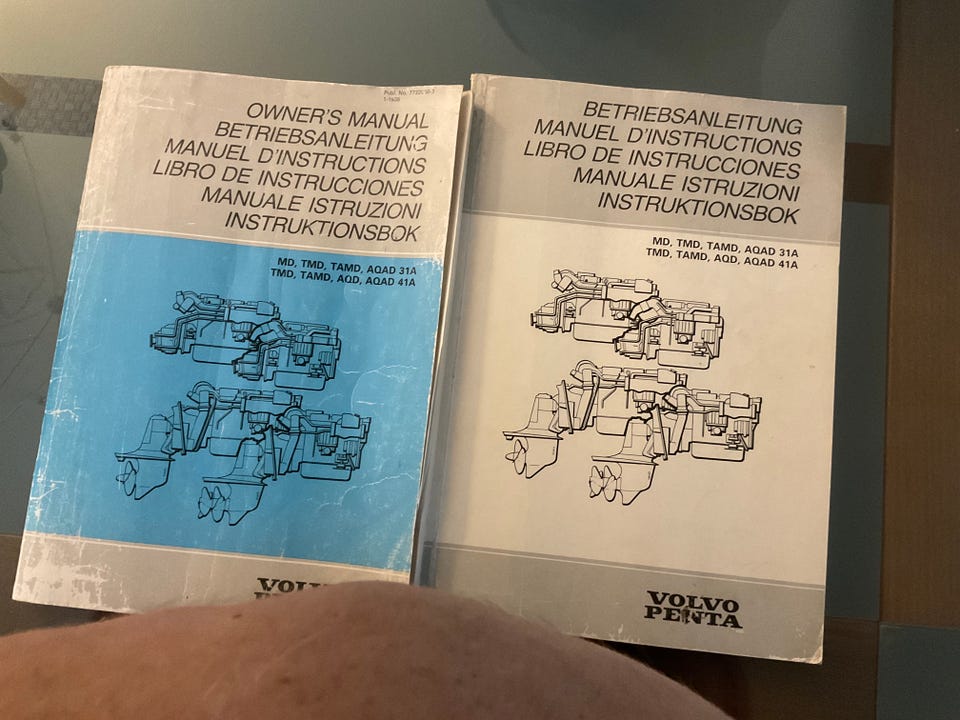 OWNER'S MANUAL
BETRIEBSANLEITUNG
MANUEL D'INSTRUCTIONS
LIBRO DE INSTRUCCIONES
MANUALE ISTRUZIONI
INSTRUKTIONSBOK
MD, TMD, TAMD, AQAD 31A
TMD, TAMD, AQD, AQAD 41A
BETRIEBSANLEITUNG
MANUEL D'INSTRUCTIONS
LIBRO DE INSTRUCCIONES
MANUALE ISTRUZIONI
INSTRUKTIONSBOK
MD, TMD, TAMD, AQAD 31A
TMD, TAMD, AQD, AQAD 41A
VOLVO
PENTA